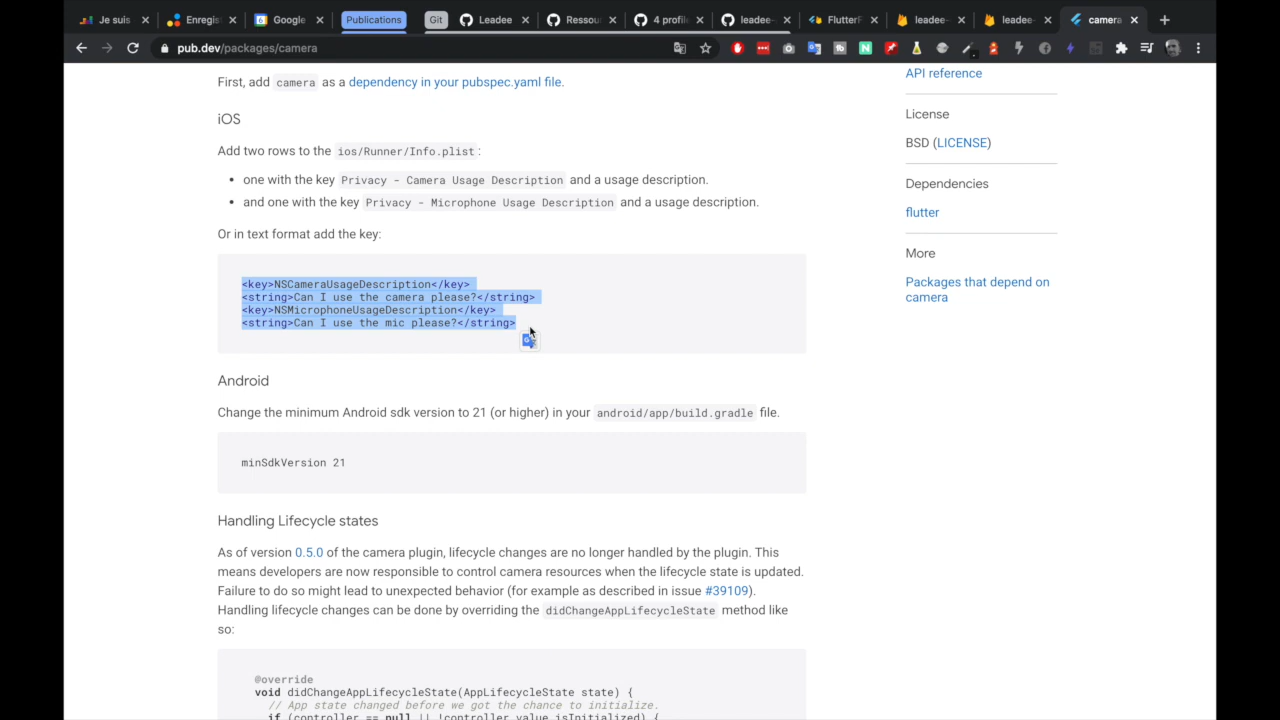 Je suis
Enregist
Google
Publications
Git
Leadee
Ressour
4 profile
leadee-
FlutterF
leadee-
leadee-
camera
pub.dev/packages/camera
First, add camera as a dependency in your pubspec.yaml file.
iOS
Add two rows to the ios/Runner/Info.plist:
• one with the key Privacy - Camera Usage Description and a usage description.
• and one with the key Privacy - Microphone Usage Description and a usage description.
Or in text format add the key:
<key>NSCameraUsageDescription</key>
<string>Can I use the camera please?</string>
<key>NSMicrophoneUsageDescription</key>
<string>Can I use the mic please?</string>
Android
Change the minimum Android sdk version to 21 (or higher) in your android/app/build.gradle file.
minSdkVersion 21
Handling Lifecycle states
As of version 0.5.0 of the camera plugin, lifecycle changes are no longer handled by the plugin. This
means developers are now responsible to control camera resources when the lifecycle state is updated.
Failure to do so might lead to unexpected behavior (for example as described in issue #39109).
Handling lifecycle changes can be done by overriding the didChangeAppLifecycleState method like
so:
@override
void didChangeAppLifecycleState(AppLifecycleState state) {
// App state changed before we got the chance to initialize.
if (controller == null || !controller.value.isInitialized) {
API reference
License
BSD (LICENSE)
Dependencies
flutter
More
Packages that depend on
camera